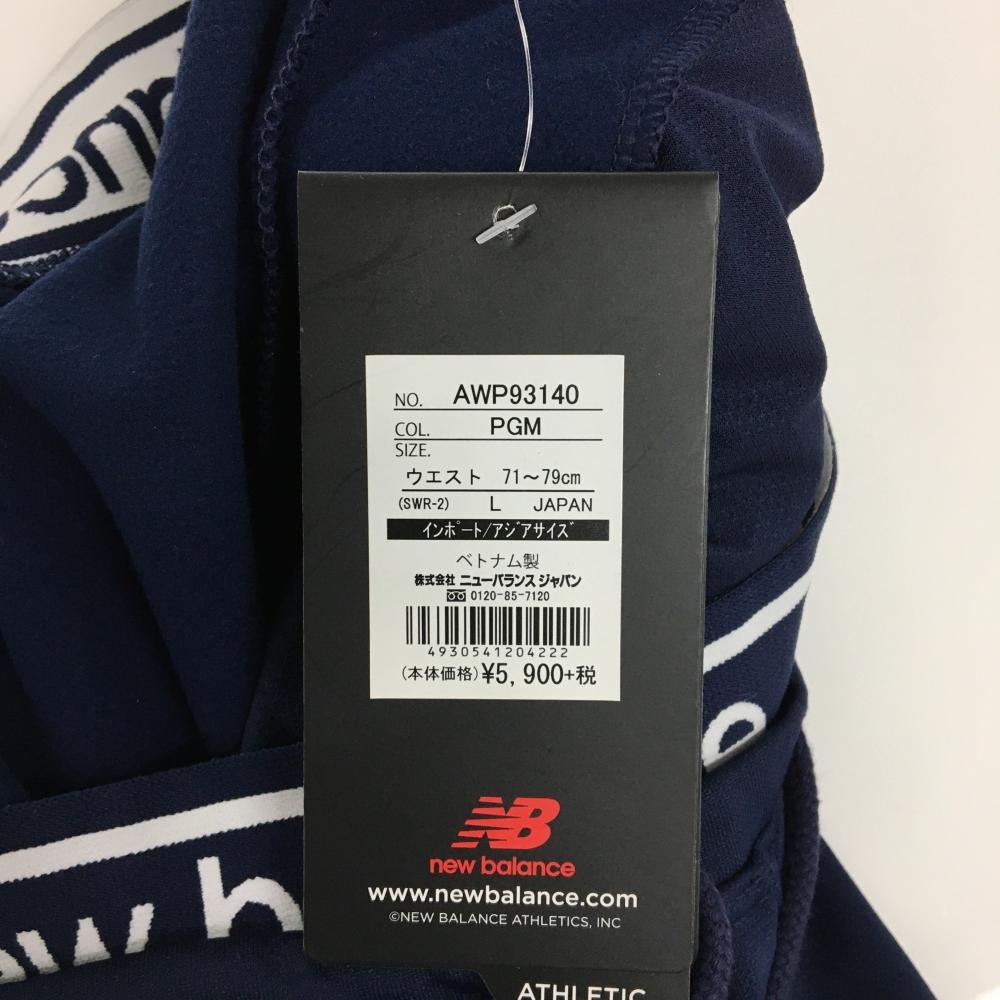 NO. AWP93140
COL. PGM
SIZE.
ウエスト 71～79cm
(SWR-2) L JAPAN
インポート/アジアサイズ
ベトナム製
株式会社 ニューバランス ジャパン
0120-85-7120
4930541204222
(本体価格)¥5,900+税
NB
new balance
www.newbalance.com
©NEW BALANCE ATHLETICS, INC
ATHLETIC
ew b
e